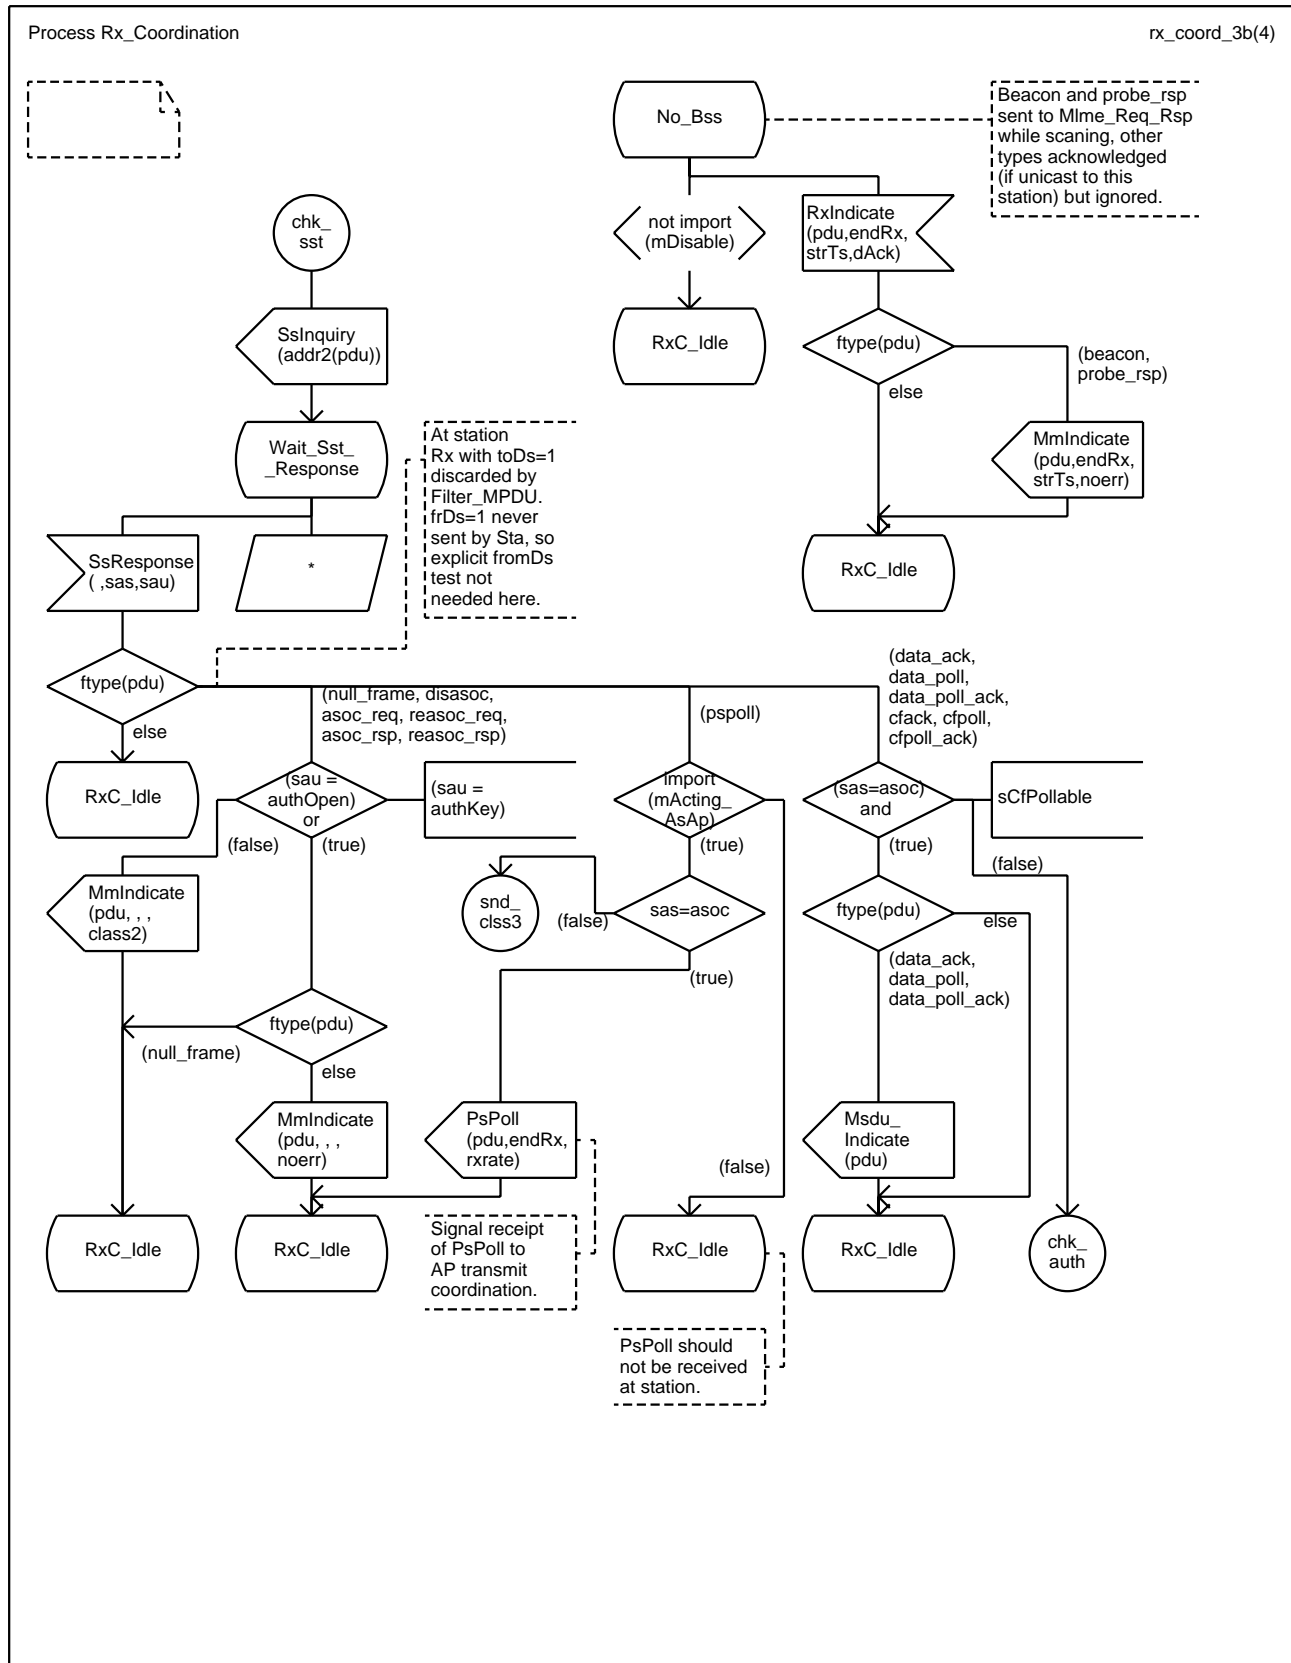 Process Rx_Coordination
rx_coord_3b(4)
No_Bss
Beacon and probe_rsp
sent to Mlme_Req_Rsp
while scaning, other
types acknowledged
(if unicast to this
station) but ignored.
chk_
sst
not import
(mDisable)
RxIndicate
(pdu,endRx,
strTs,dAck)
SsInquiry
(addr2(pdu))
RxC_Idle
ftype(pdu)
(beacon,
probe_rsp)
else
Wait_Sst_
_Response
At station
Rx with toDs=1
discarded by
Filter_MPDU.
frDs=1 never
sent by Sta, so
explicit fromDs
test not
needed here.
MmIndicate
(pdu,endRx,
strTs,noerr)
SsResponse
( ,sas,sau)
*
RxC_Idle
ftype(pdu)
else
(null_frame, disasoc,
asoc_req, reasoc_req,
asoc_rsp, reasoc_rsp)
(pspoll)
(data_ack,
data_poll,
data_poll_ack,
cfack, cfpoll,
cfpoll_ack)
RxC_Idle
(sau =
authOpen)
or
(sau =
authKey)
import
(mActing_
AsAp)
(sas=asoc)
and
sCfPollable
(false)
(true)
(true)
(true)
(false)
MmIndicate
(pdu, , ,
class2)
snd_
clss3
(false)
sas=asoc
(true)
ftype(pdu)
else
(data_ack,
data_poll,
data_poll_ack)
ftype(pdu)
(null_frame)
else
MmIndicate
(pdu, , ,
noerr)
PsPoll
(pdu,endRx,
rxrate)
(false)
Msdu_
Indicate
(pdu)
RxC_Idle
RxC_Idle
Signal receipt
of PsPoll to
AP transmit
coordination.
RxC_Idle
RxC_Idle
chk_
auth
PsPoll should
not be received
at station.